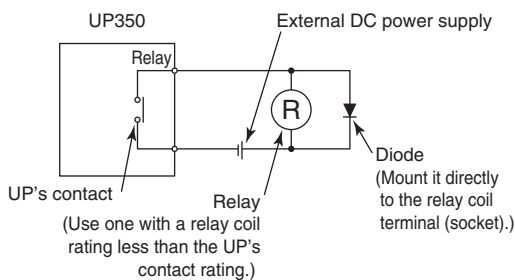 UP350
External DC power supply
Relay
R
UP's contact
Relay
(Use one with a relay coil
rating less than the UP's
contact rating.)
Diode
(Mount it directly
to the relay coil
terminal (socket).)